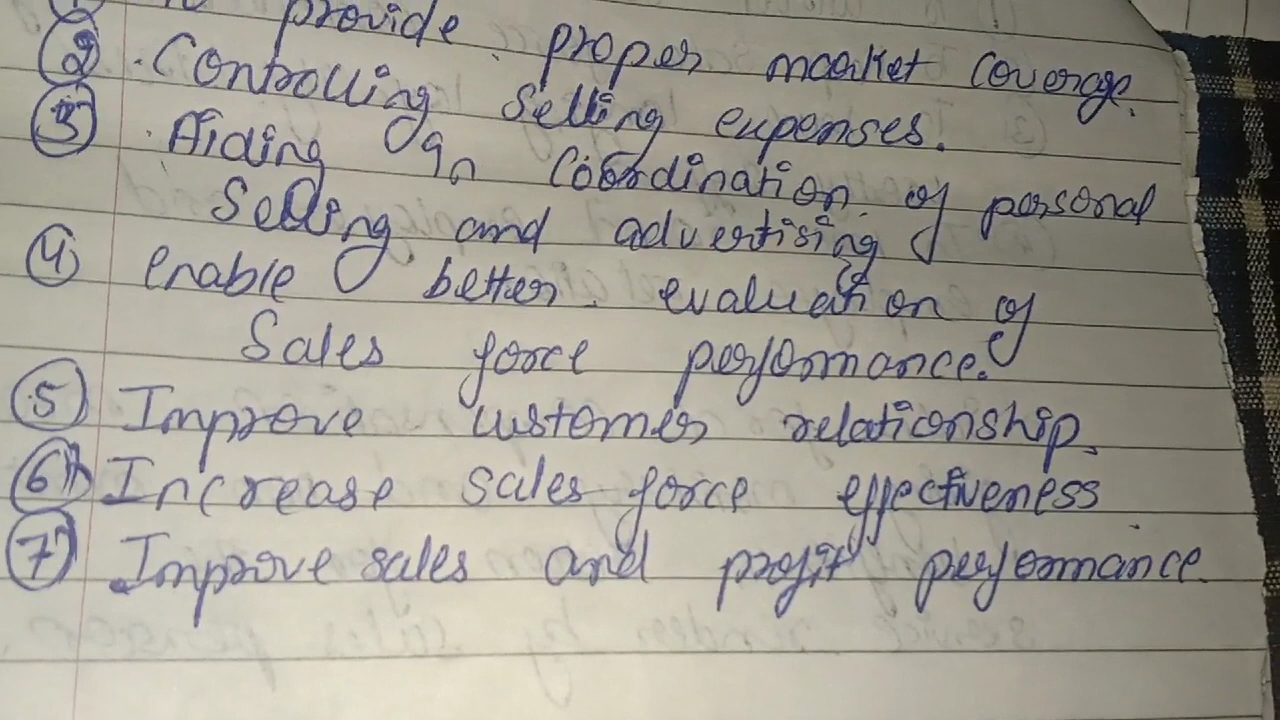 provide proper market coverage.
② Controlling selling expenses.
③ Aiding in coordination of personal
selling and advertising
④ enable better evaluation of
Sales force performance.
⑤ Improve customer relationship.
⑥ Increase sales force effectiveness
⑦ Improve sales and profit performance.